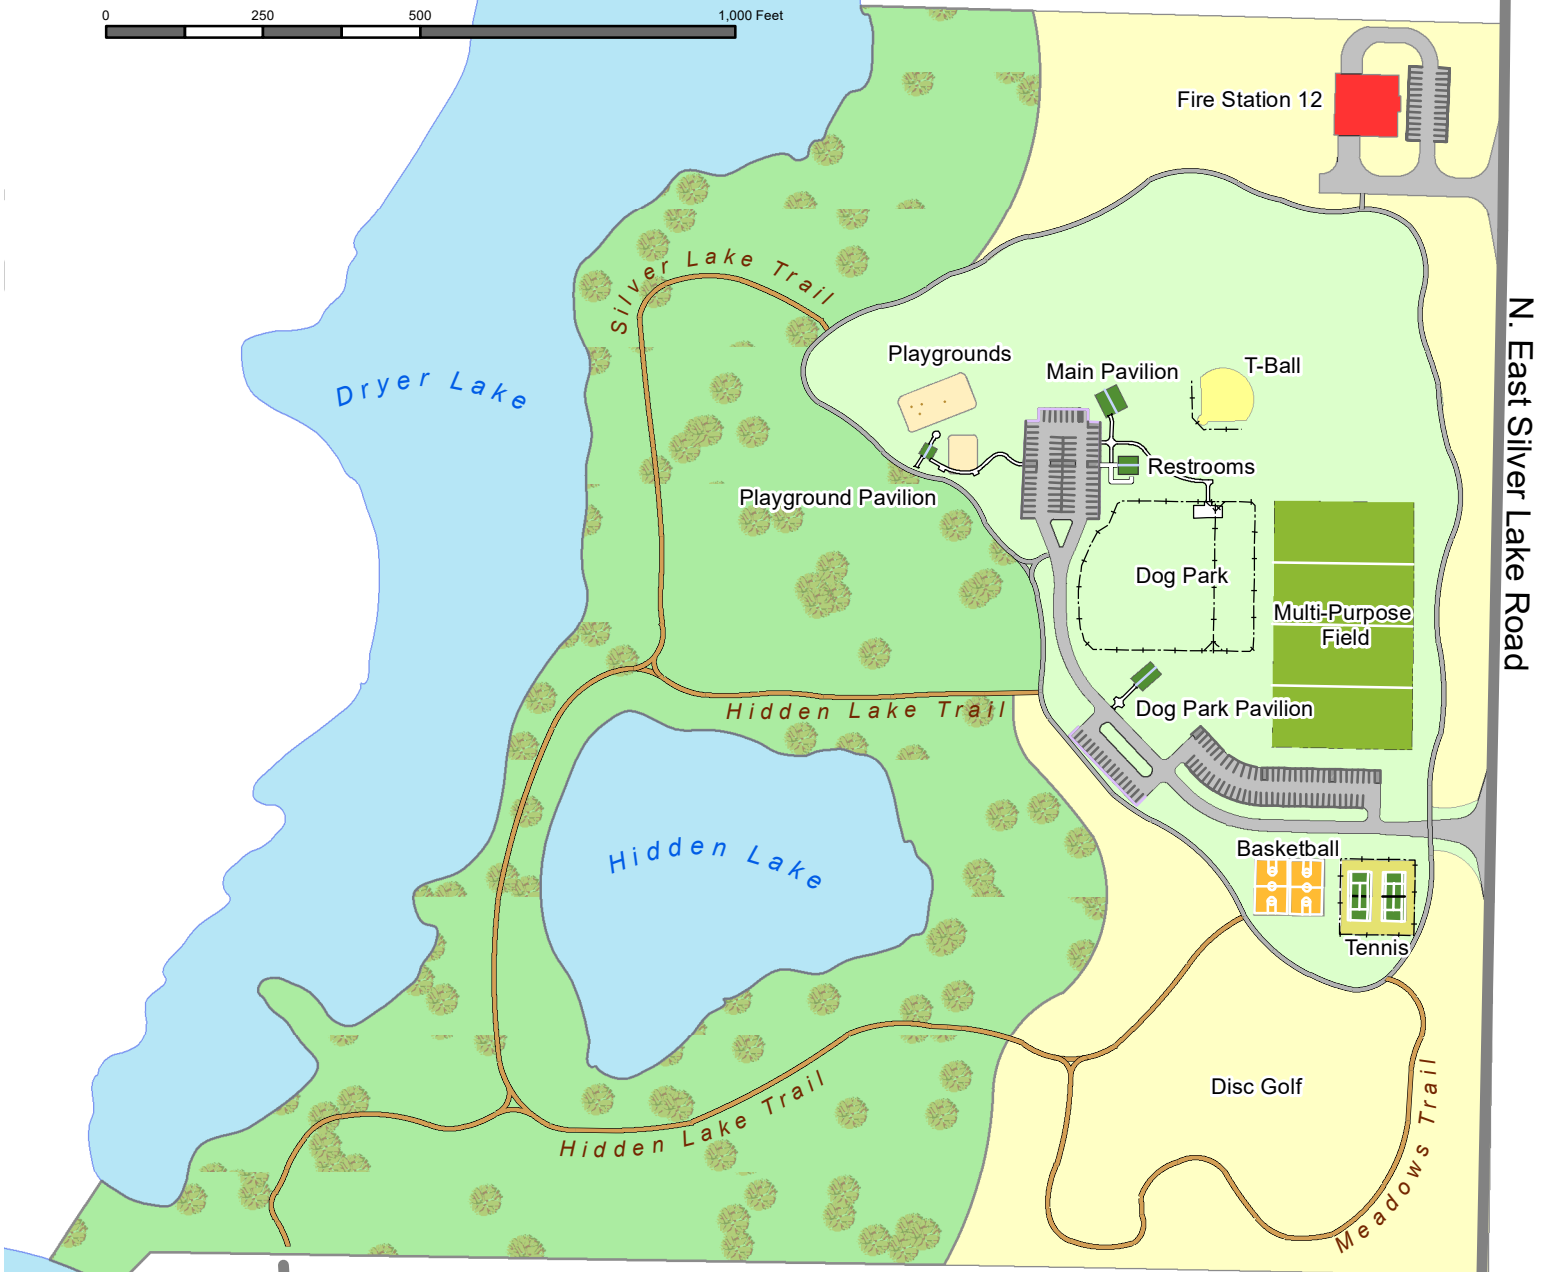 0 250 500 1,000 Feet
Fire Station 12
Silver Lake Trail
N. East Silver Lake Road
Playgrounds
Main Pavilion
T-Ball
Dryer Lake
Restrooms
Playground Pavilion
Dog Park
Multi-Purpose
Field
Hidden Lake Trail
Dog Park Pavilion
Hidden Lake
Basketball
Tennis
Disc Golf
Hidden Lake Trail
Meadows Trail